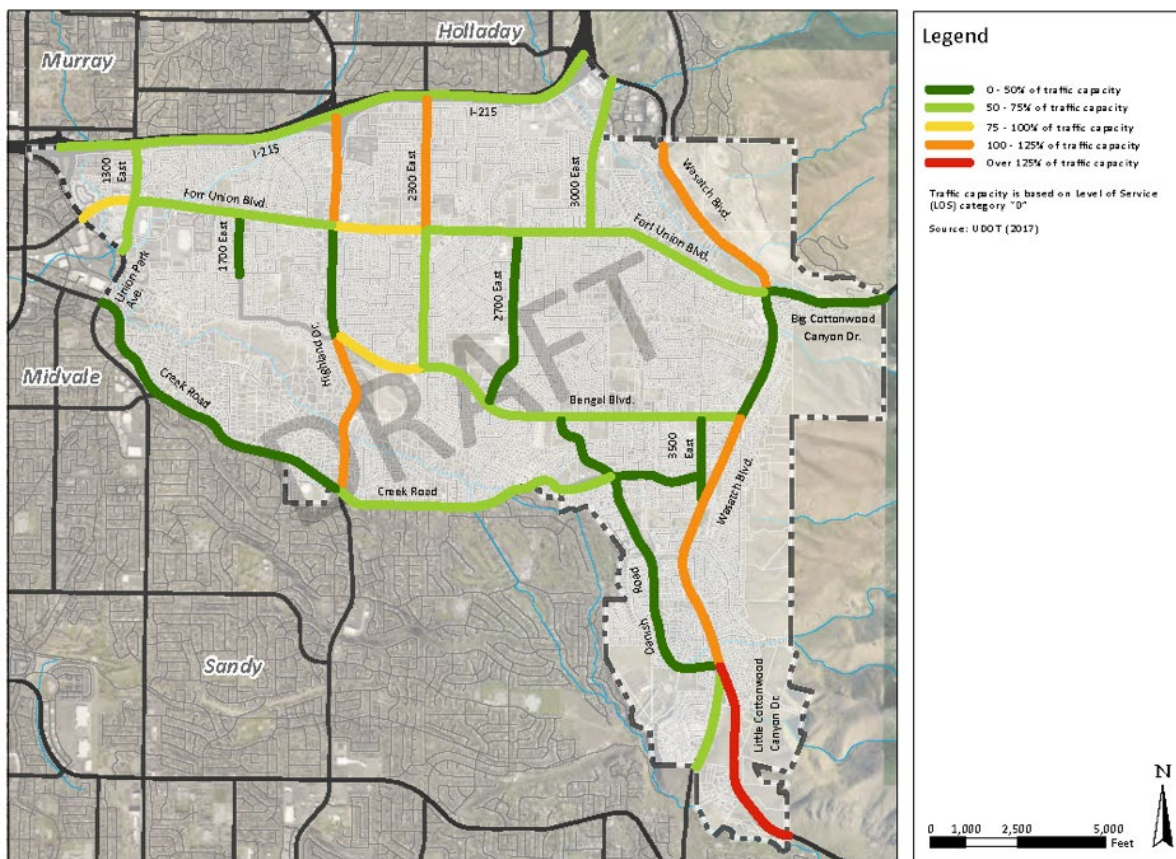 Holladay
Murray
I-215
I-215
1300
East
2300 East
3000 East
Wasatch Blvd.
Fort Union Blvd.
Fort Union Blvd.
1700 East
Union Park
Ave.
2700 East
Big Cottonwood
Canyon Dr.
Highland Dr.
Midvale
Creek Road
DRAFT
Bengal Blvd.
3500
East
Creek Road
Wasatch Blvd.
Danish Road
Sandy
Little Cottonwood
Canyon Dr.
Legend
0 - 50% of traffic capacity
50 - 75% of traffic capacity
75 - 100% of traffic capacity
100 - 125% of traffic capacity
Over 125% of traffic capacity
Traffic capacity is based on Level of Service
(LOS) category "D"
Source: UDOT (2017)
N
0 1,000 2,500 5,000
Feet